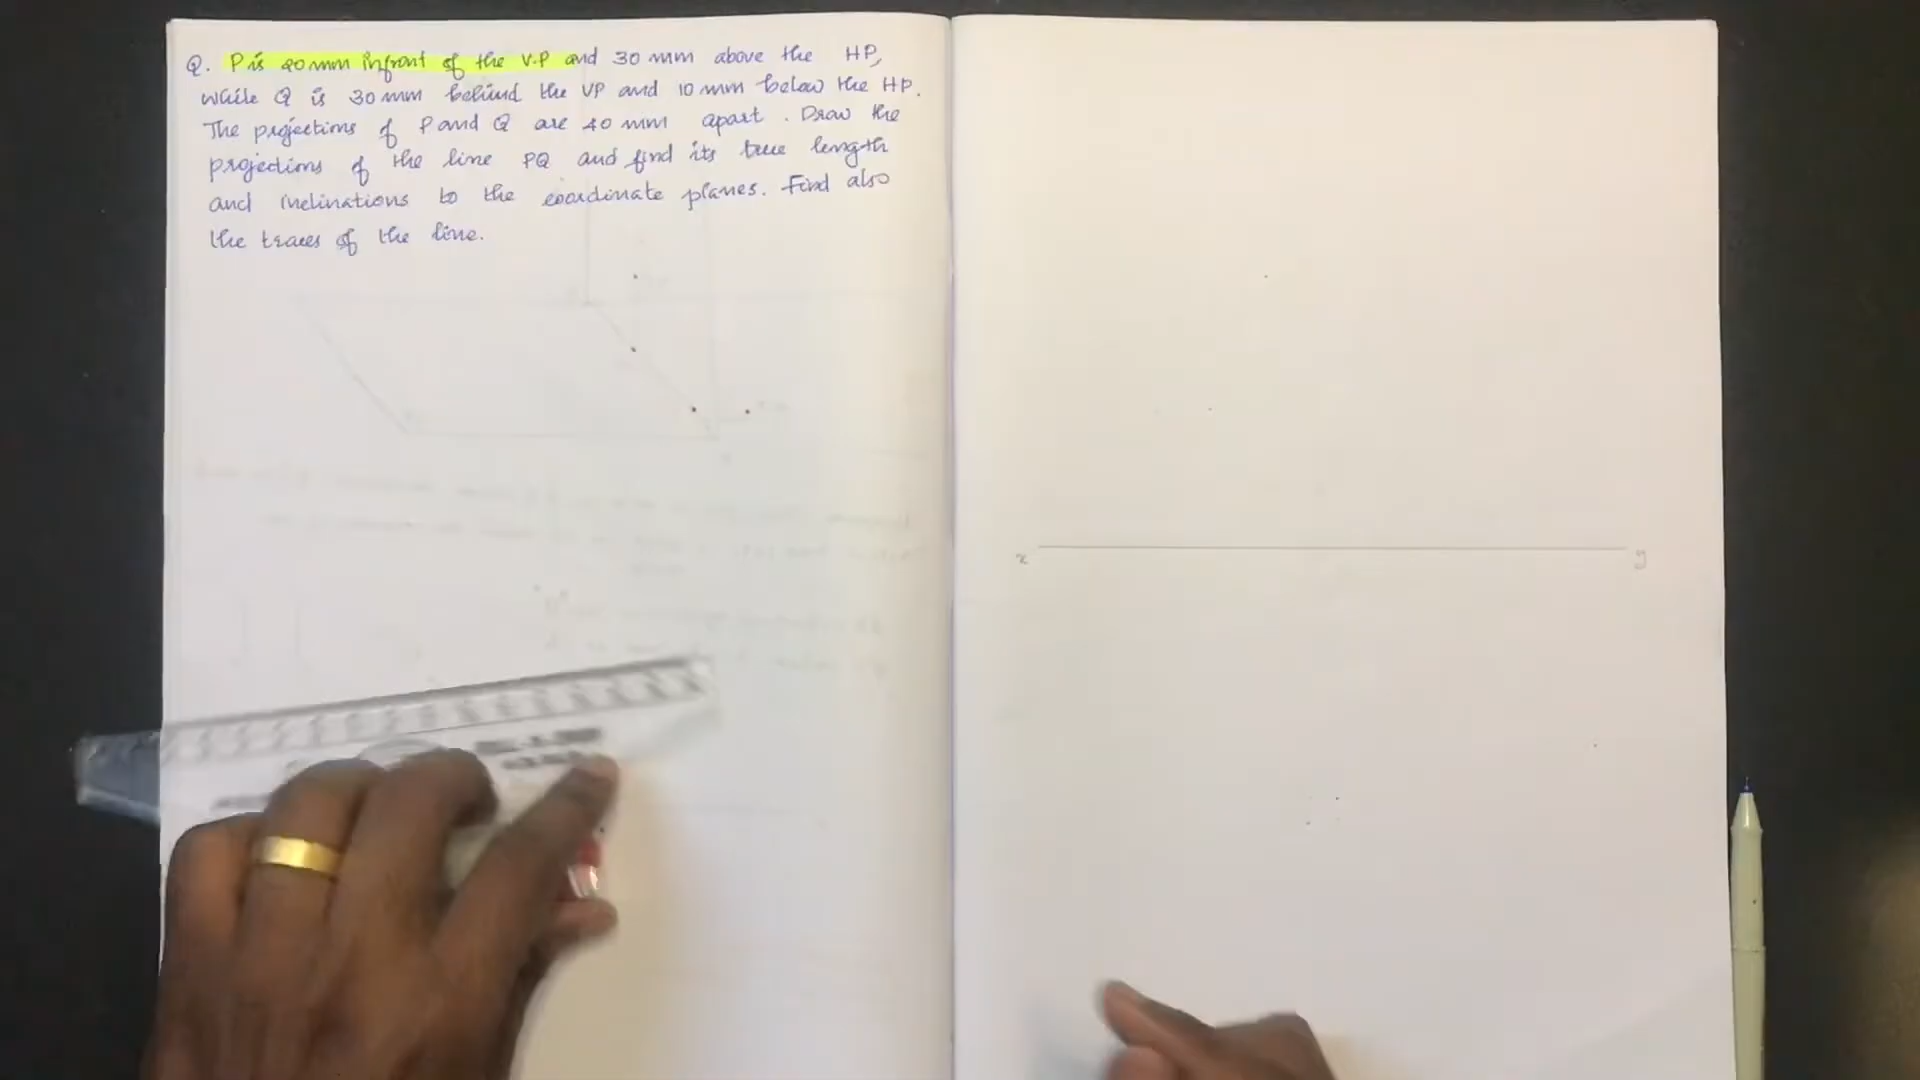 Q. P is 20 mm infront of the V.P and 30 mm above the HP,
while Q is 30 mm behind the VP and 10 mm below the HP.
The projections of P and Q are 40 mm apart. Draw the
projections of the line PQ and find its true length
and inclinations to the coordinate planes. Find also
the traces of the line.
x y